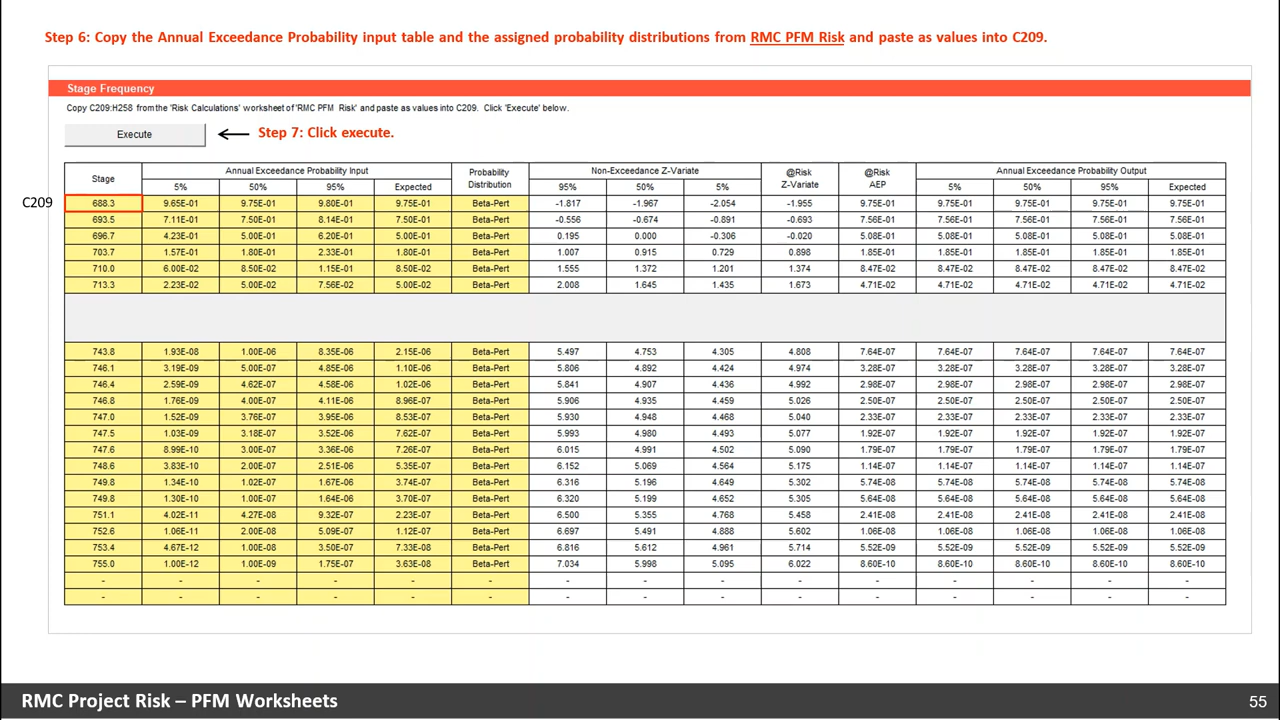 Step 6: Copy the Annual Exceedance Probability input table and the assigned probability distributions from RMC PFM Risk and paste as values into C209.
Stage Frequency
Copy C209:H258 from the 'Risk Calculations' worksheet of 'RMC PFM Risk' and paste as values into C209. Click 'Execute' below.
Execute
Step 7: Click execute.
Stage Annual Exceedance Probability Input Probability Distribution Non-Exceedance Z-Variate @Risk Z-Variate @Risk AEP Annual Exceedance Probability Output
5% 50% 95% Expected 95% 50% 5% 5% 50% 95% Expected
C209 688.3 9.65E-01 9.75E-01 9.80E-01 9.75E-01 Beta-Pert -1.817 -1.967 -2.054 -1.955 9.75E-01 9.75E-01 9.75E-01 9.75E-01 9.75E-01
693.5 7.11E-01 7.50E-01 8.14E-01 7.50E-01 Beta-Pert -0.556 -0.674 -0.891 -0.693 7.56E-01 7.56E-01 7.56E-01 7.56E-01 7.56E-01
696.7 4.23E-01 5.00E-01 6.20E-01 5.00E-01 Beta-Pert 0.195 0.000 -0.306 -0.020 5.08E-01 5.08E-01 5.08E-01 5.08E-01 5.08E-01
703.7 1.57E-01 1.80E-01 2.33E-01 1.80E-01 Beta-Pert 1.007 0.915 0.729 0.898 1.85E-01 1.85E-01 1.85E-01 1.85E-01 1.85E-01
710.0 6.00E-02 8.50E-02 1.15E-01 8.50E-02 Beta-Pert 1.555 1.372 1.201 1.374 8.47E-02 8.47E-02 8.47E-02 8.47E-02 8.47E-02
713.3 2.23E-02 5.00E-02 7.56E-02 5.00E-02 Beta-Pert 2.008 1.645 1.435 1.673 4.71E-02 4.71E-02 4.71E-02 4.71E-02 4.71E-02
743.8 1.93E-08 1.00E-06 8.35E-06 2.15E-06 Beta-Pert 5.497 4.753 4.305 4.808 7.64E-07 7.64E-07 7.64E-07 7.64E-07 7.64E-07
746.1 3.19E-09 5.00E-07 4.85E-06 1.10E-06 Beta-Pert 5.806 4.892 4.424 4.974 3.28E-07 3.28E-07 3.28E-07 3.28E-07 3.28E-07
746.4 2.59E-09 4.62E-07 4.58E-06 1.02E-06 Beta-Pert 5.841 4.907 4.436 4.992 2.98E-07 2.98E-07 2.98E-07 2.98E-07 2.98E-07
746.8 1.76E-09 4.00E-07 4.11E-06 8.96E-07 Beta-Pert 5.906 4.935 4.459 5.026 2.50E-07 2.50E-07 2.50E-07 2.50E-07 2.50E-07
747.0 1.52E-09 3.76E-07 3.95E-06 8.53E-07 Beta-Pert 5.930 4.948 4.468 5.040 2.33E-07 2.33E-07 2.33E-07 2.33E-07 2.33E-07
747.5 1.03E-09 3.18E-07 3.52E-06 7.62E-07 Beta-Pert 5.993 4.980 4.493 5.077 1.92E-07 1.92E-07 1.92E-07 1.92E-07 1.92E-07
747.6 8.99E-10 3.00E-07 3.36E-06 7.26E-07 Beta-Pert 6.015 4.991 4.502 5.090 1.79E-07 1.79E-07 1.79E-07 1.79E-07 1.79E-07
748.6 3.83E-10 2.00E-07 2.51E-06 5.35E-07 Beta-Pert 6.152 5.069 4.564 5.175 1.14E-07 1.14E-07 1.14E-07 1.14E-07 1.14E-07
749.8 1.34E-10 1.02E-07 1.67E-06 3.74E-07 Beta-Pert 6.316 5.196 4.649 5.302 5.74E-08 5.74E-08 5.74E-08 5.74E-08 5.74E-08
749.8 1.30E-10 1.00E-07 1.64E-06 3.70E-07 Beta-Pert 6.320 5.199 4.652 5.305 5.64E-08 5.64E-08 5.64E-08 5.64E-08 5.64E-08
751.1 4.02E-11 4.27E-08 9.32E-07 2.23E-07 Beta-Pert 6.500 5.355 4.768 5.458 2.41E-08 2.41E-08 2.41E-08 2.41E-08 2.41E-08
752.6 1.06E-11 2.00E-08 5.09E-07 1.12E-07 Beta-Pert 6.697 5.491 4.888 5.602 1.06E-08 1.06E-08 1.06E-08 1.06E-08 1.06E-08
753.4 4.67E-12 1.00E-08 3.50E-07 7.33E-08 Beta-Pert 6.816 5.612 4.961 5.714 5.52E-09 5.52E-09 5.52E-09 5.52E-09 5.52E-09
755.0 1.00E-12 1.00E-09 1.75E-07 3.63E-08 Beta-Pert 7.034 5.998 5.095 6.022 8.60E-10 8.60E-10 8.60E-10 8.60E-10 8.60E-10
- - - - - - - - - - - - - - -
- - - - - - - - - - - - - - -
RMC Project Risk – PFM Worksheets
55